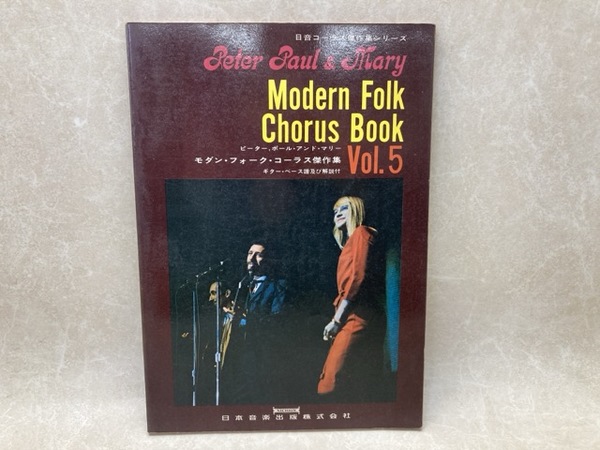 日音コーラス傑作集シリーズ
Peter Paul & Mary
Modern Folk
Chorus Book
ピーター、ポール・アンド・マリー
モダン・フォーク・コーラス傑作集
Vol.5
ギター・ベース譜及び解説付
日本音楽出版株式会社